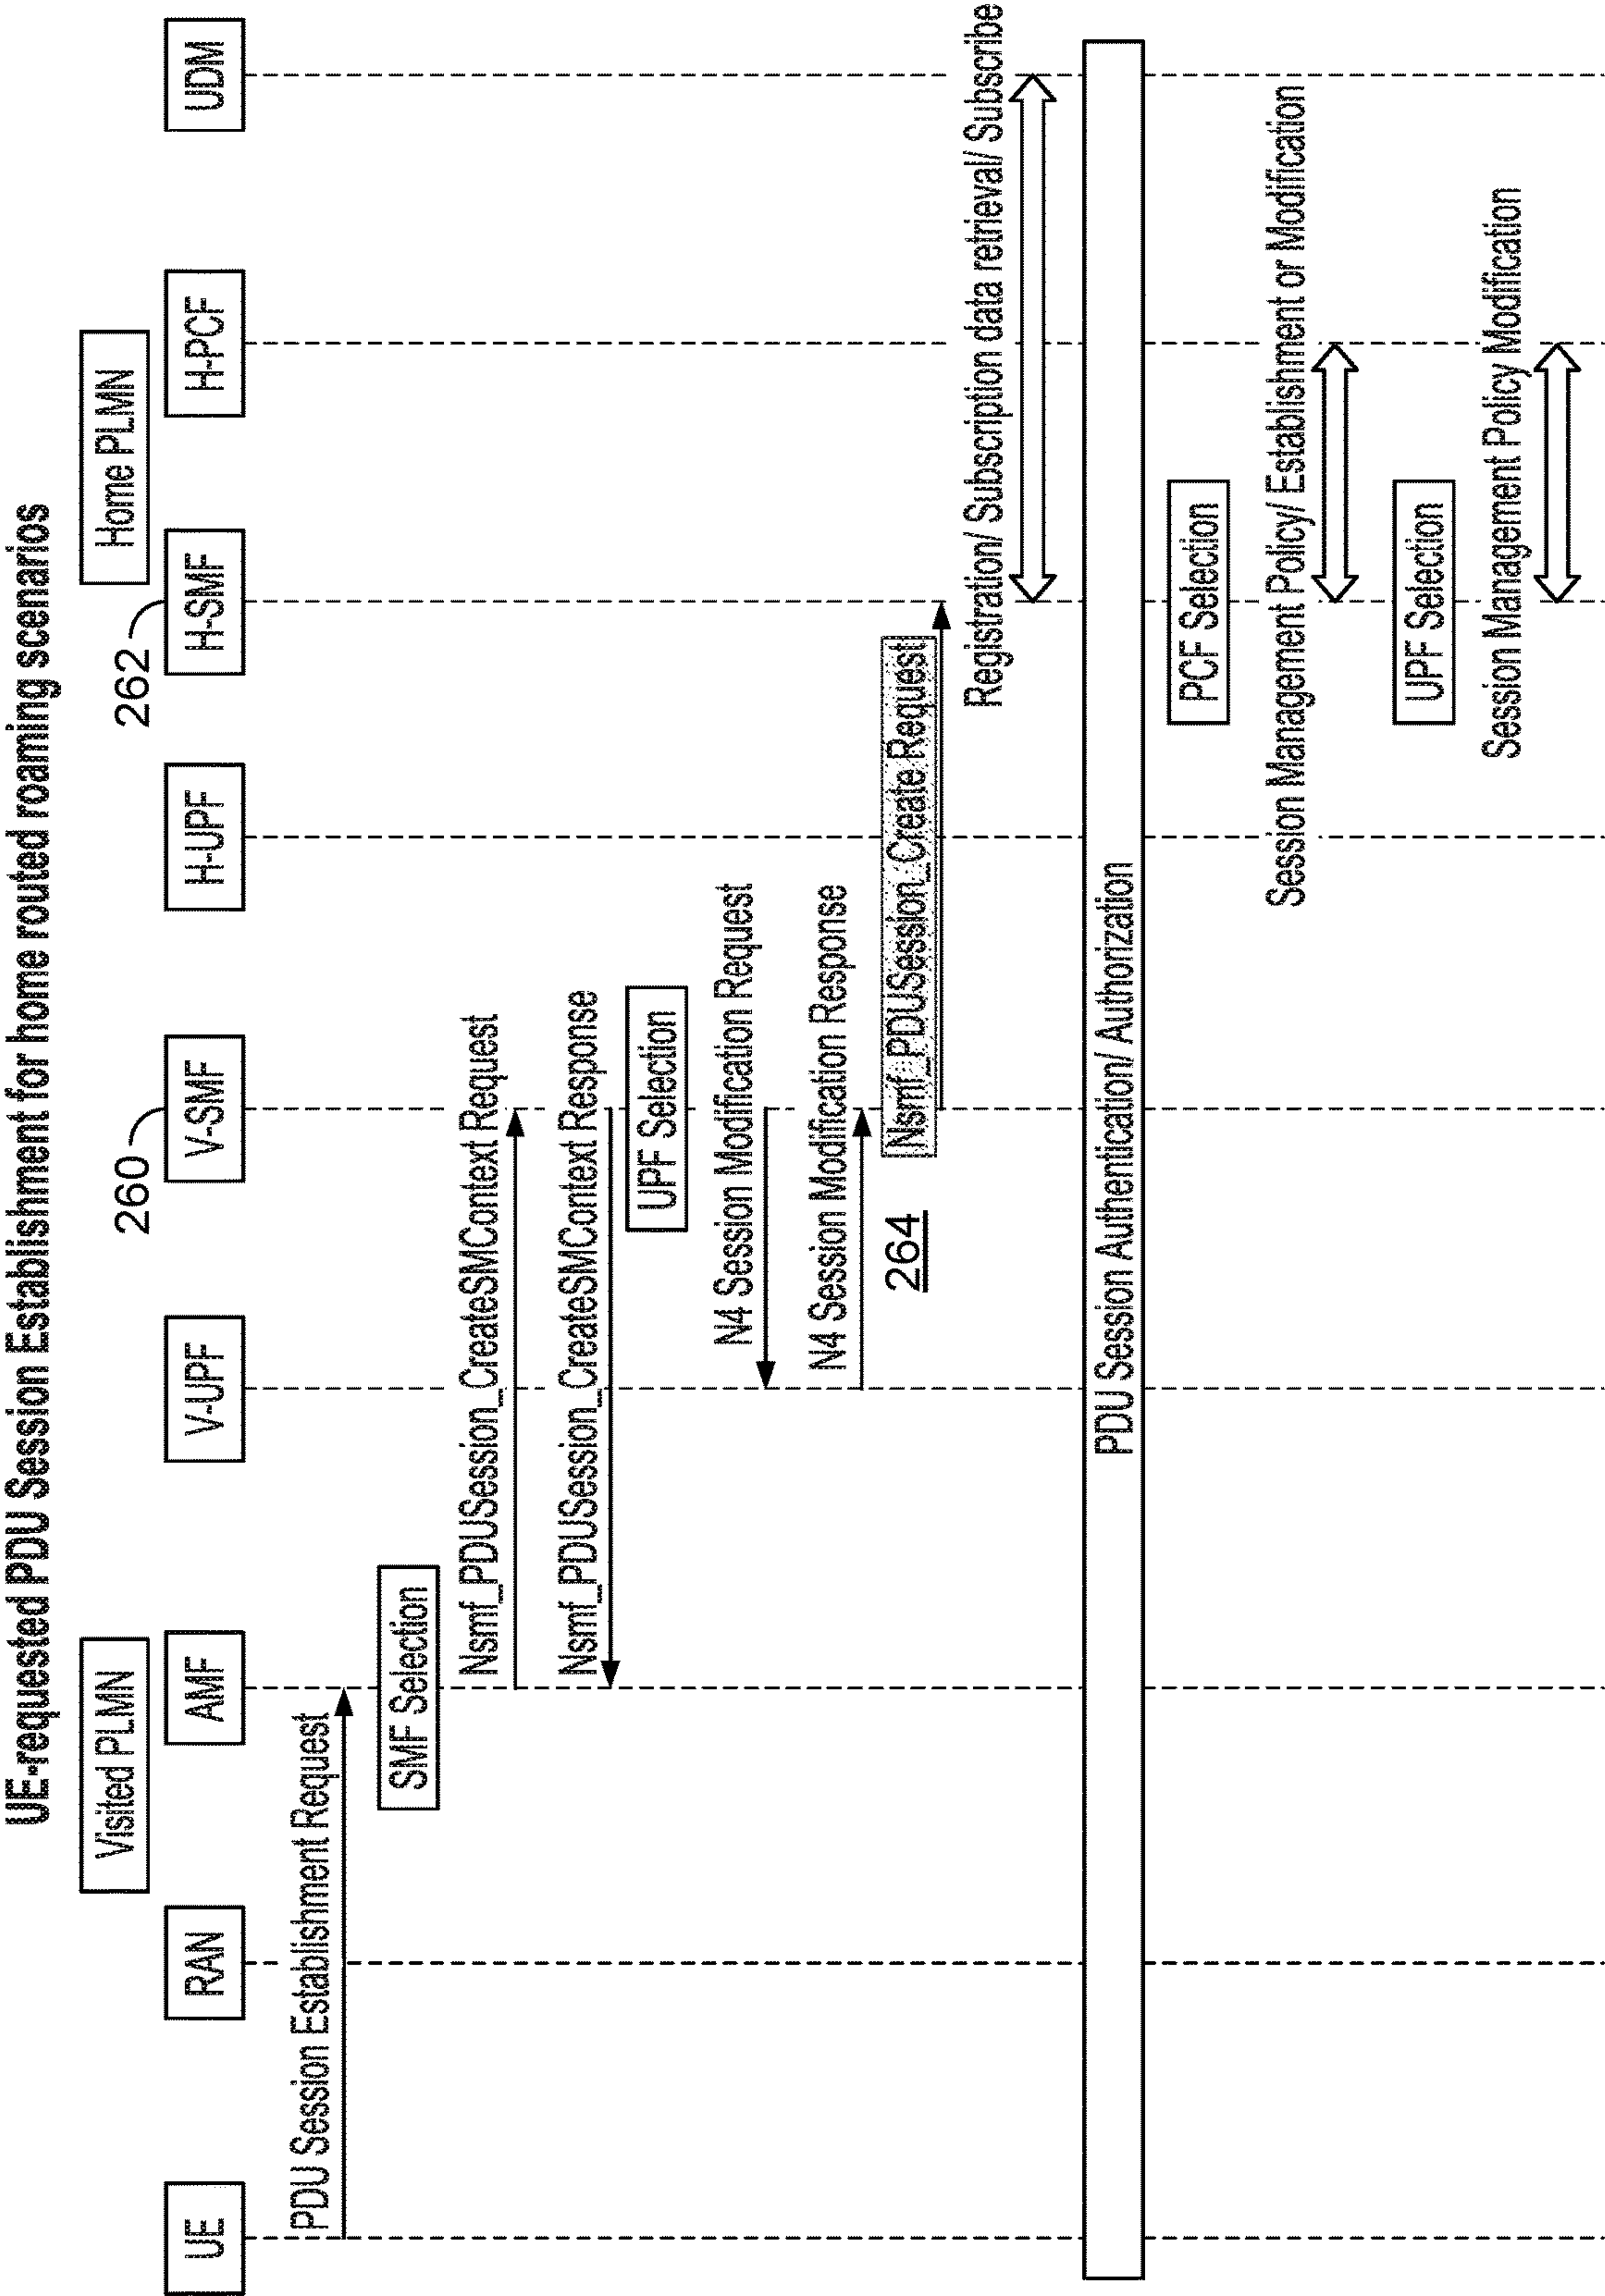 UE-requested PDU Session Establishment for home routed roaming scenarios
Visited PLMN
Home PLMN
260
262
UE
RAN
AMF
V-UPF
V-SMF
H-UPF
H-SMF
H-PCF
UDM
PDU Session Establishment Request
SMF Selection
Nsmf_PDUSession_CreateSMContext Request
Nsmf_PDUSession_CreateSMContext Response
UPF Selection
N4 Session Modification Request
N4 Session Modification Response
264
Nsmf_PDUSession_Create Request
Registration/ Subscription data retrieval/ Subscribe
PDU Session Authentication/ Authorization
PCF Selection
Session Management Policy/ Establishment or Modification
UPF Selection
Session Management Policy Modification